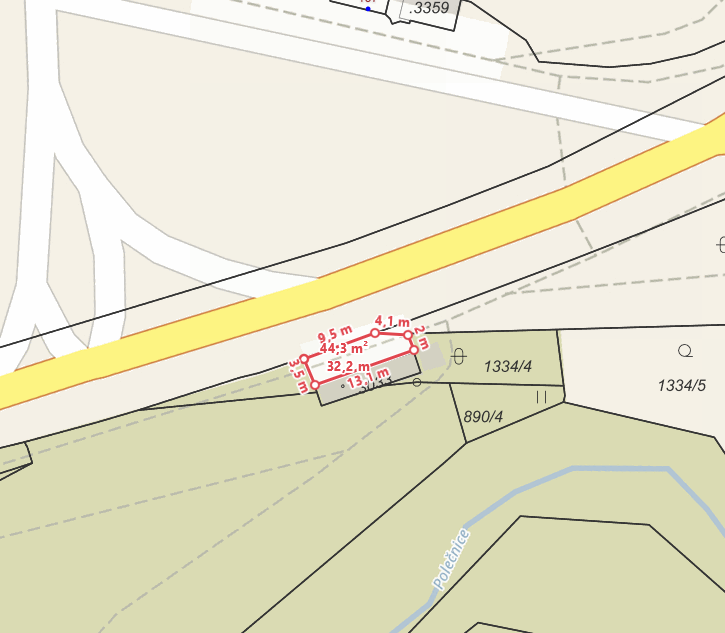 .3359
4,1 m
9,5 m
2 m
44,3 m²
32,2 m
3,5 m
13,1 m
1334/4
1334/5
890/4
Polečnice